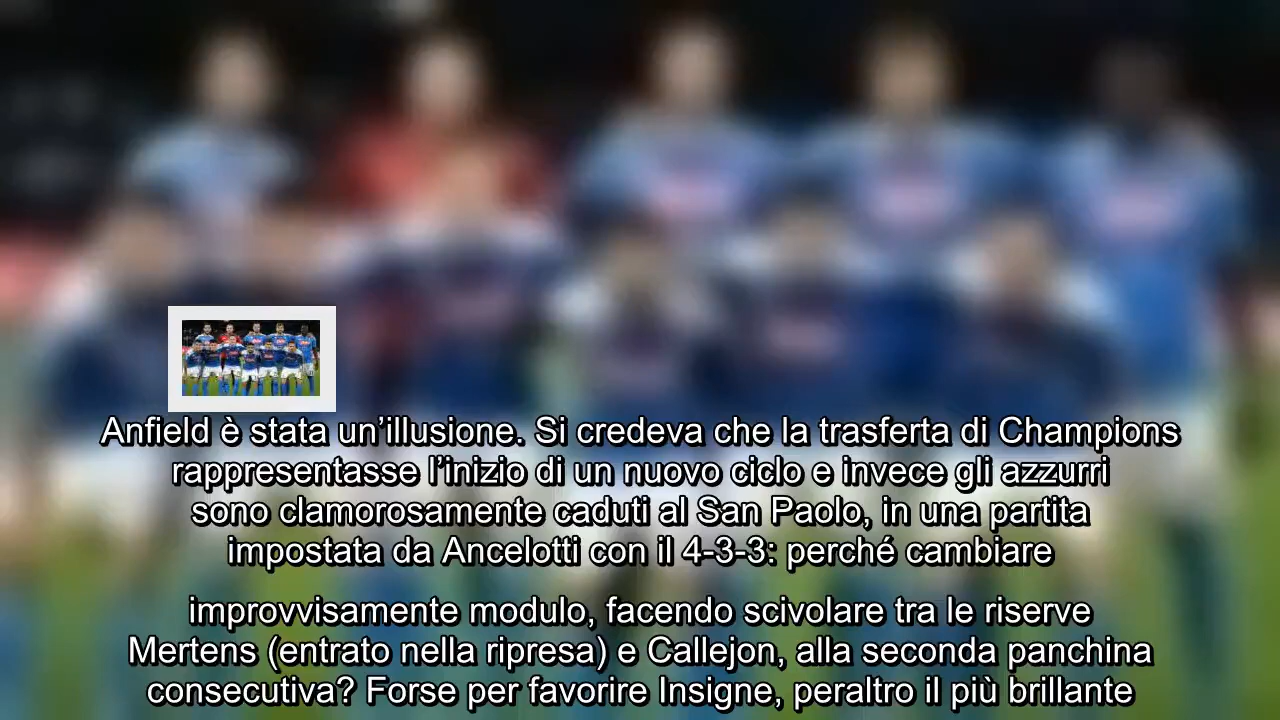 Anfield è stata un’illusione. Si credeva che la trasferta di Champions
rappresentasse l’inizio di un nuovo ciclo e invece gli azzurri
sono clamorosamente caduti al San Paolo, in una partita
impostata da Ancelotti con il 4-3-3: perché cambiare
improvvisamente modulo, facendo scivolare tra le riserve
Mertens (entrato nella ripresa) e Callejon, alla seconda panchina
consecutiva? Forse per favorire Insigne, peraltro il più brillante